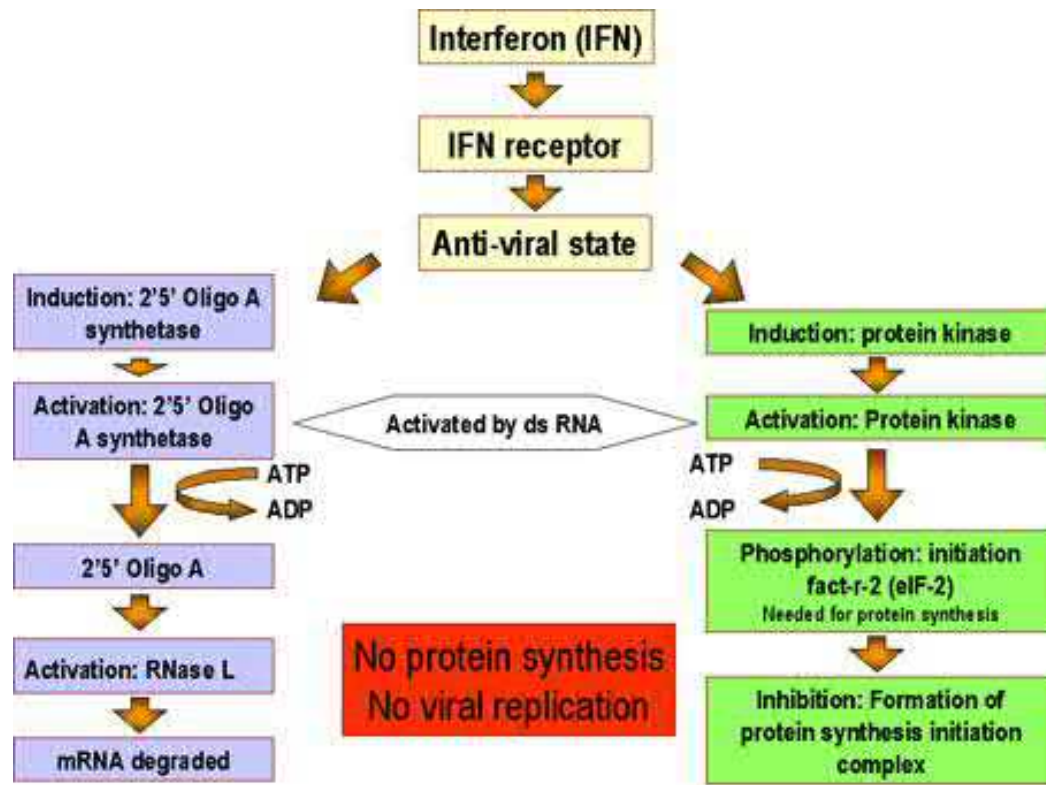 Interferon (IFN)
IFN receptor
Anti-viral state
Induction: 2'5' Oligo A
synthetase
Activation: 2'5' Oligo
A synthetase
ATP
ADP
2'5' Oligo A
Activation: RNase L
mRNA degraded
Activated by ds RNA
No protein synthesis
No viral replication
Induction: protein kinase
Activation: Protein kinase
ATP
ADP
Phosphorylation: initiation
fact-r-2 (eIF-2)
Needed for protein synthesis
Inhibition: Formation of
protein synthesis initiation
complex